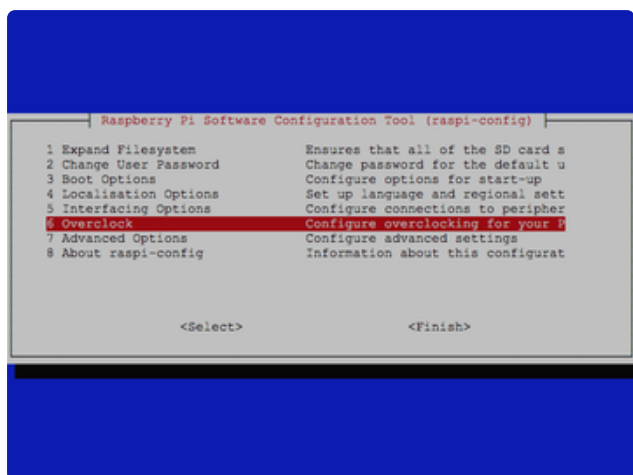 Raspberry Pi Software Configuration Tool (raspi-config)
1 Expand Filesystem Ensures that all of the SD card s
2 Change User Password Change password for the default u
3 Boot Options Configure options for start-up
4 Localisation Options Set up language and regional sett
5 Interfacing Options Configure connections to peripher
6 Overclock Configure overclocking for your P
7 Advanced Options Configure advanced settings
8 About raspi-config Information about this configurat
<Select> <Finish>